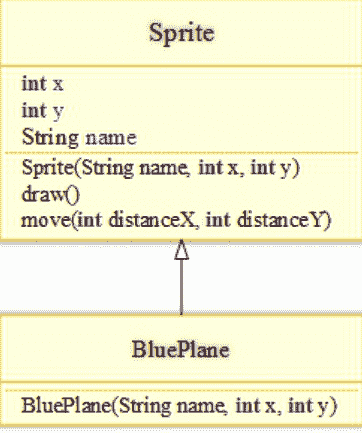 Sprite
int x
int y
String name
Sprite(String name, int x, int y)
draw()
move(int distanceX, int distanceY)
BluePlane
BluePlane(String name, int x, int y)